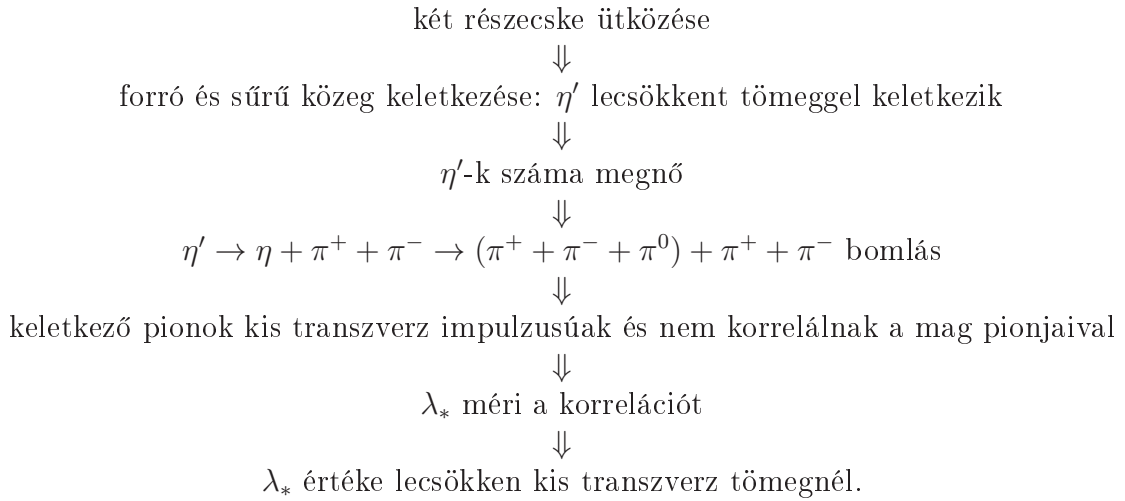 két részecske ütközése
⇓
forró és sűrű közeg keletkezése: η′ lecsökkent tömeggel keletkezik
⇓
η′-k száma megnő
⇓
η′ → η + π⁺ + π⁻ → (π⁺ + π⁻ + π⁰) + π⁺ + π⁻ bomlás
⇓
keletkező pionok kis transzverz impulzusúak és nem korrelálnak a mag pionjaival
⇓
λ∗ méri a korrelációt
⇓
λ∗ értéke lecsökken kis transzverz tömegnél.